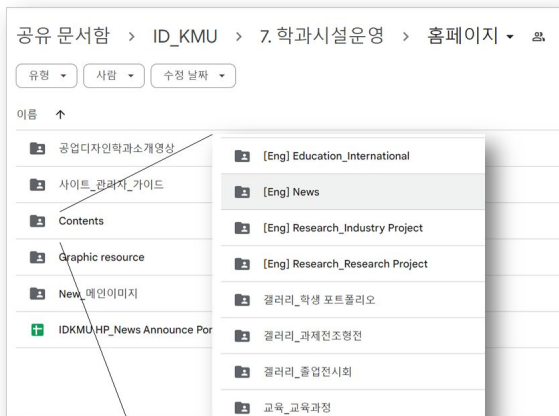 공유 문서함 > ID_KMU > 7. 학과시설운영 > 홈페이지
유형 사람 수정 날짜
이름
공업디자인학과소개영상
사이트_관리자_가이드
Contents
Graphic resource
New_메인이미지
IDKMU HP_News Announce Por
[Eng] Education_International
[Eng] News
[Eng] Research_Industry Project
[Eng] Research_Research Project
갤러리_학생 포트폴리오
갤러리_과제전조형전
갤러리_졸업전시회
교육_교육과정